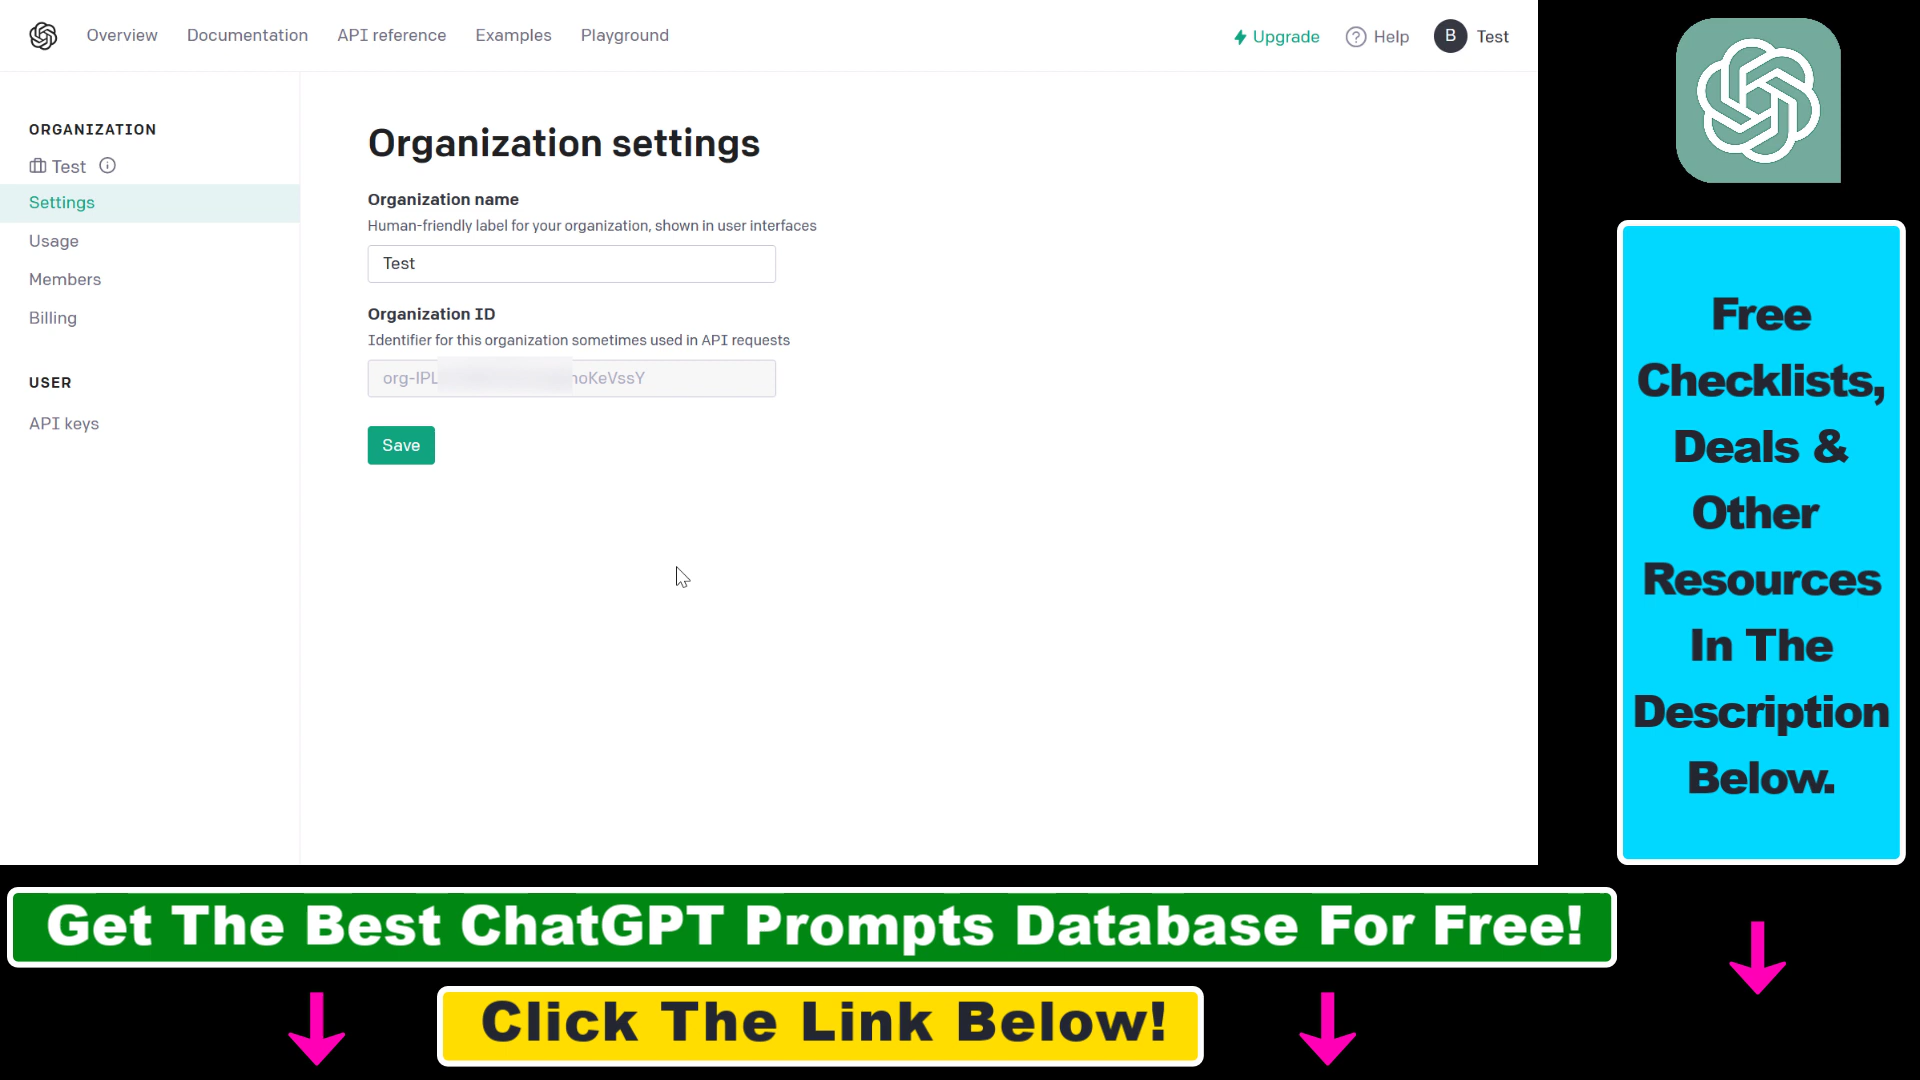 Overview Documentation API reference Examples Playground
Upgrade Help B Test
ORGANIZATION
Test
Settings
Usage
Members
Billing
USER
API keys
Organization settings
Organization name
Human-friendly label for your organization, shown in user interfaces
Test
Organization ID
Identifier for this organization sometimes used in API requests
org-IPL noKeVssY
Save
Free
Checklists,
Deals &
Other
Resources
In The
Description
Below.
Get The Best ChatGPT Prompts Database For Free!
Click The Link Below!